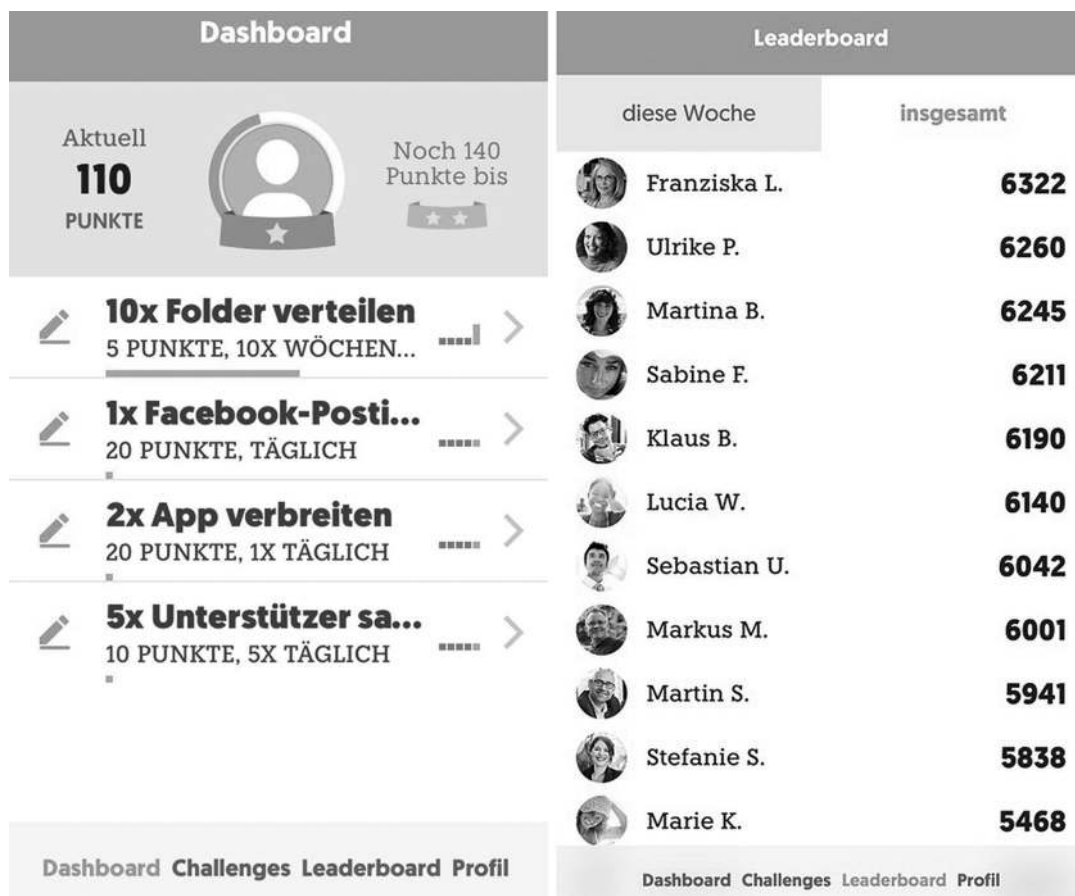 Dashboard
Aktuell
110
PUNKTE
Noch 140
Punkte bis
10x Folder verteilen
5 PUNKTE, 10X WÖCHEN...
1x Facebook-Posti...
20 PUNKTE, TÄGLICH
2x App verbreiten
20 PUNKTE, 1X TÄGLICH
5x Unterstützer sa...
10 PUNKTE, 5X TÄGLICH
Dashboard Challenges Leaderboard Profil
Leaderboard
diese Woche insgesamt
Franziska L. 6322
Ulrike P. 6260
Martina B. 6245
Sabine F. 6211
Klaus B. 6190
Lucia W. 6140
Sebastian U. 6042
Markus M. 6001
Martin S. 5941
Stefanie S. 5838
Marie K. 5468
Dashboard Challenges Leaderboard Profil